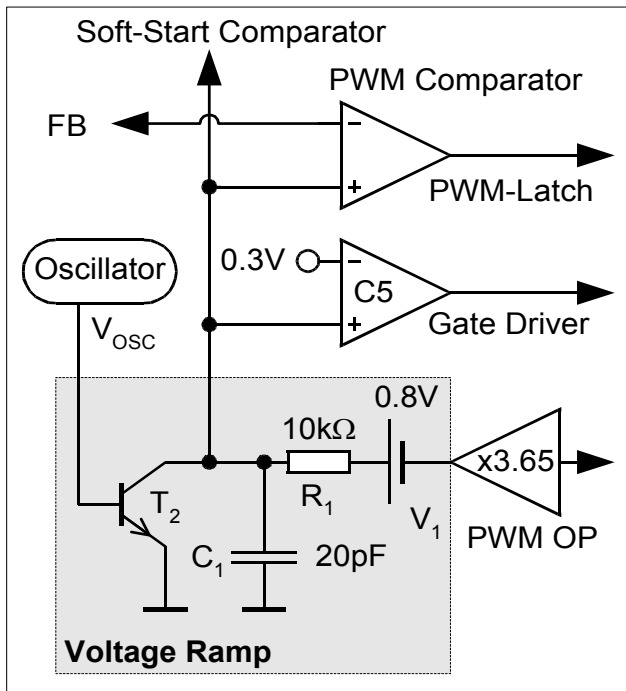 Soft-Start Comparator
PWM Comparator
FB
−
+
PWM-Latch
Oscillator
0.3V
−
C5
+
Gate Driver
VOSC
0.8V
10kΩ
x3.65
T2
R1
V1
PWM OP
C1
20pF
Voltage Ramp